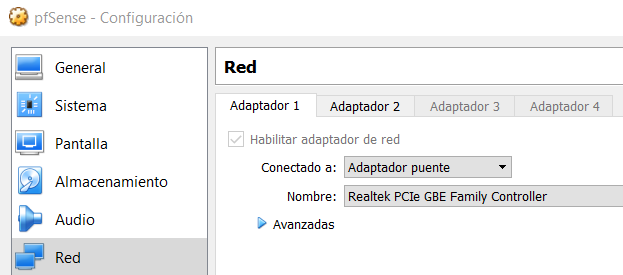 pfSense - Configuración
General
Sistema
Pantalla
Almacenamiento
Audio
Red
Red
Adaptador 1 Adaptador 2 Adaptador 3 Adaptador 4
Habilitar adaptador de red
Conectado a: Adaptador puente
Nombre: Realtek PCIe GBE Family Controller
Avanzadas